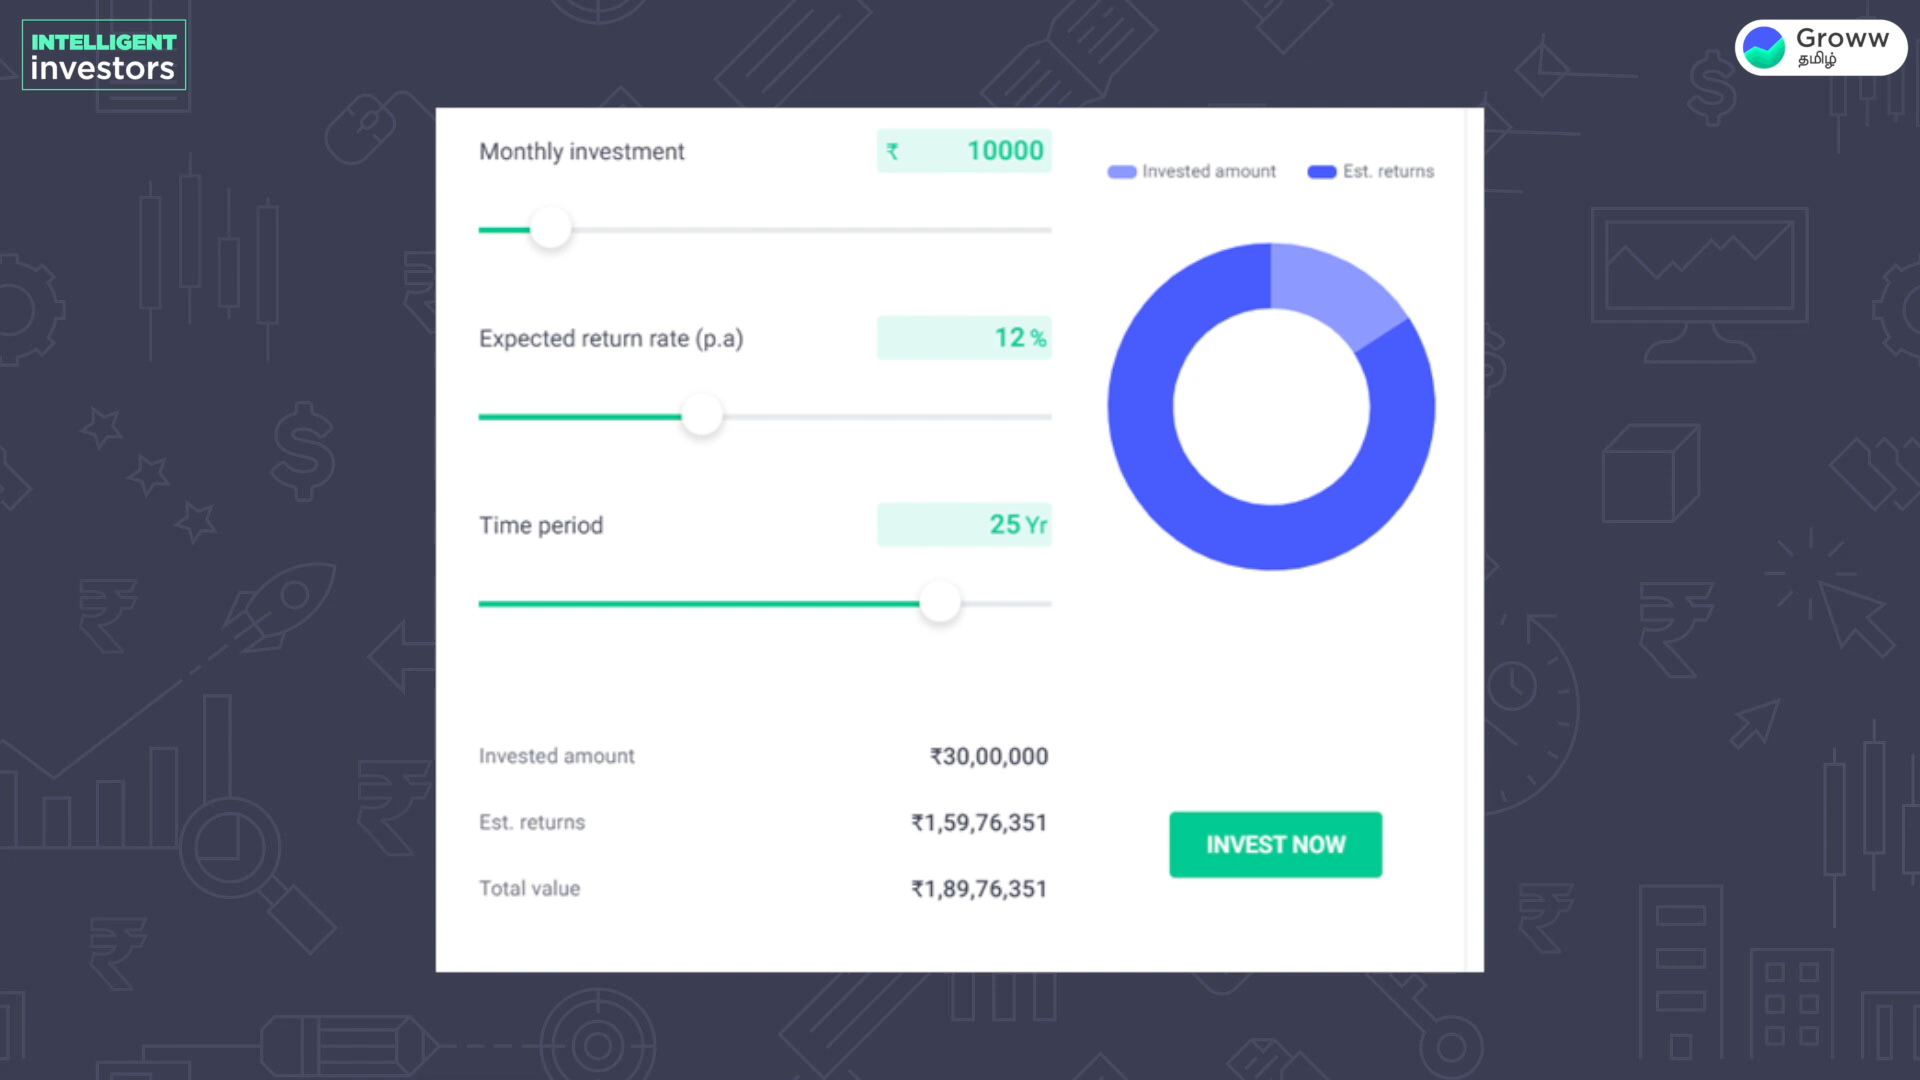 INTELLIGENT
investors
Groww
தமிழ்
Monthly investment
₹ 10000
Invested amount
Est. returns
Expected return rate (p.a)
12 %
Time period
25 Yr
Invested amount
₹30,00,000
Est. returns
₹1,59,76,351
Total value
₹1,89,76,351
INVEST NOW